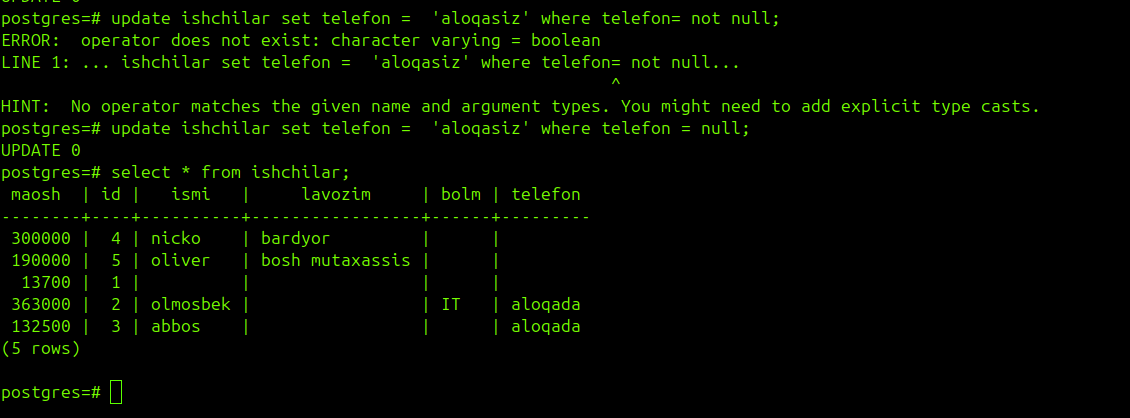 UPDATE 0
postgres=# update ishchilar set telefon =  'aloqasiz' where telefon= not null;
ERROR:  operator does not exist: character varying = boolean
LINE 1: ... ishchilar set telefon =  'aloqasiz' where telefon= not null...
                                                             ^
HINT:  No operator matches the given name and argument types. You might need to add explicit type casts.
postgres=# update ishchilar set telefon =  'aloqasiz' where telefon = null;
UPDATE 0
postgres=# select * from ishchilar;
 maosh  | id |   ismi   |     lavozim     | bolm | telefon
--------+----+----------+-----------------+------+---------
 300000 |  4 | nicko    | bardyor         |      |
 190000 |  5 | oliver   | bosh mutaxassis |      |
  13700 |  1 |          |                 |      |
 363000 |  2 | olmosbek |                 | IT   | aloqada
 132500 |  3 | abbos    |                 |      | aloqada
(5 rows)
postgres=#